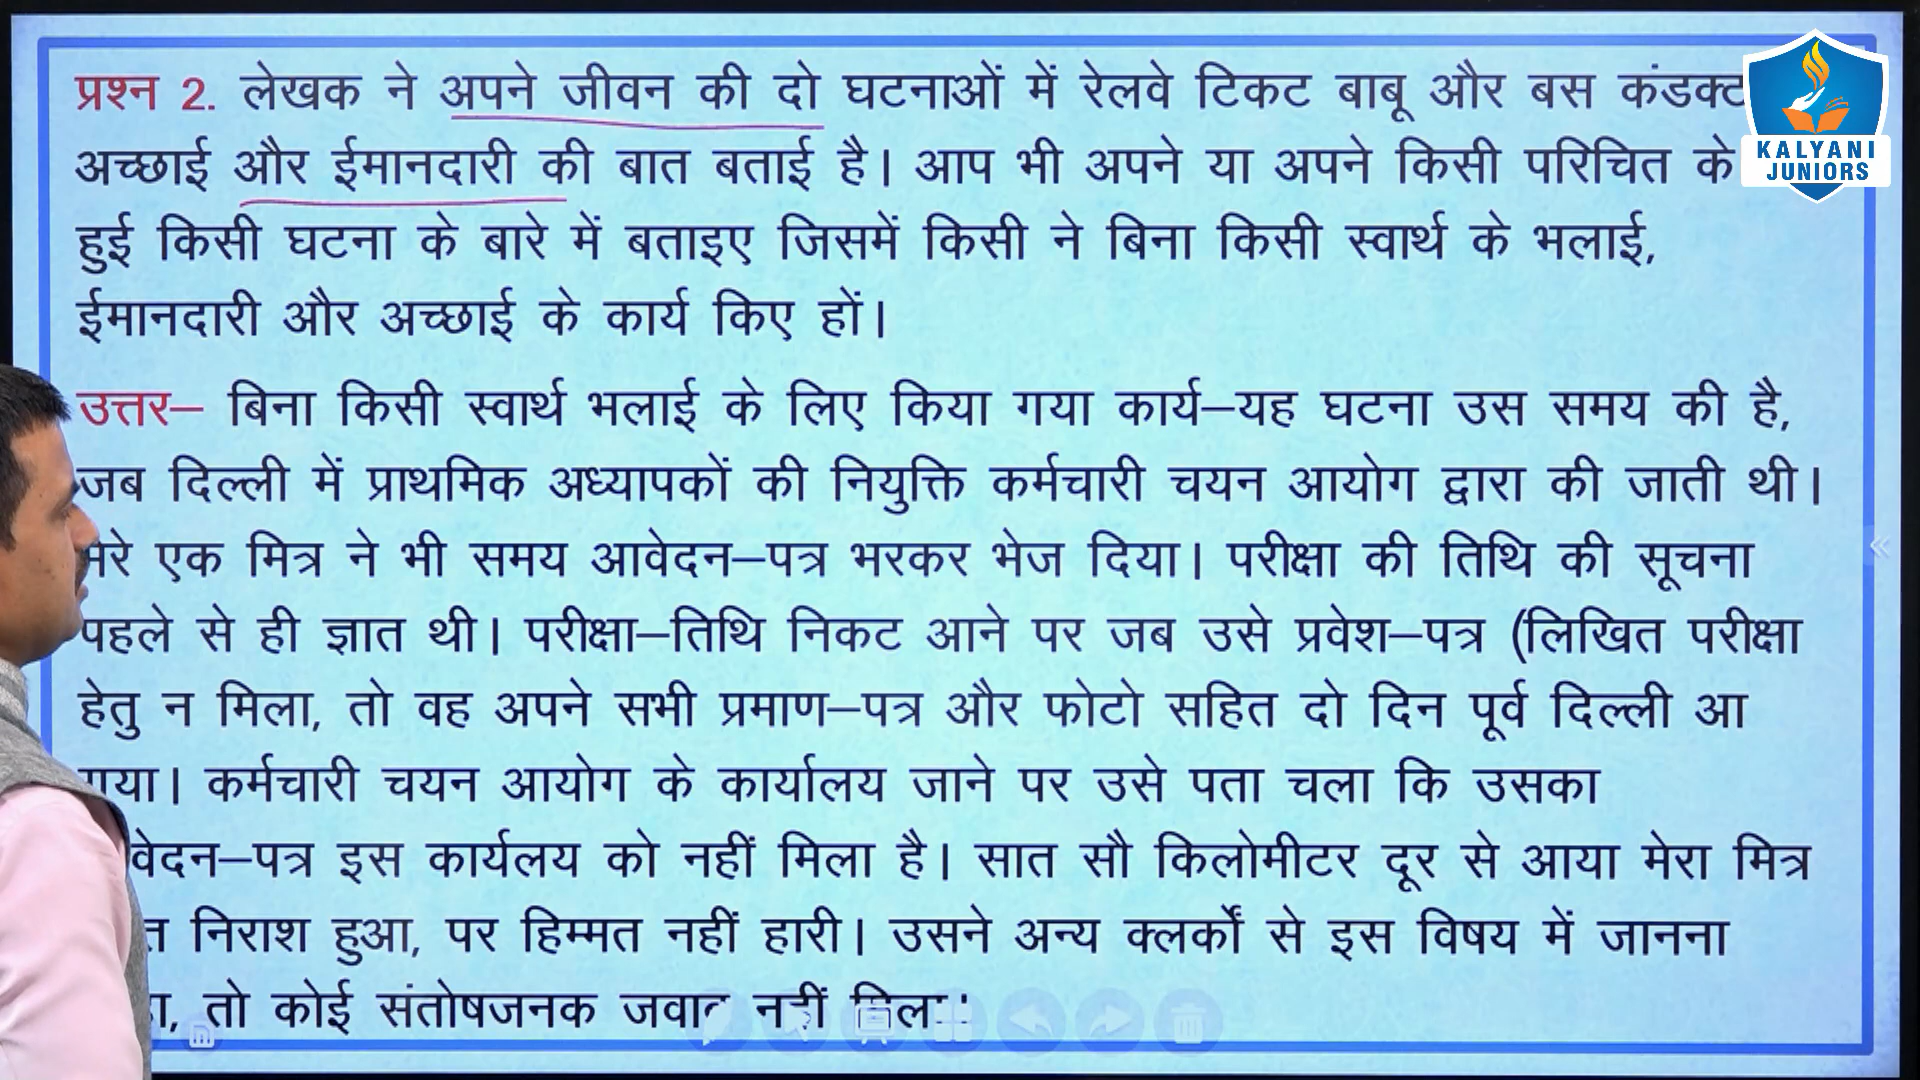 प्रश्न 2. लेखक ने अपने जीवन की दो घटनाओं में रेलवे टिकट बाबू और बस
अच्छाई और ईमानदारी की बात बताई है। आप भी अपने या अपने किसी परिचित के
हुई किसी घटना के बारे में बताइए जिसमें किसी ने बिना किसी स्वार्थ के भलाई,
ईमानदारी और अच्छाई के कार्य किए हों।
उत्तर– बिना किसी स्वार्थ भलाई के लिए किया गया कार्य–यह घटना उस समय की है,
जब दिल्ली में प्राथमिक अध्यापकों की नियुक्ति कर्मचारी चयन आयोग द्वारा की जाती थी।
मेरे एक मित्र ने भी समय आवेदन–पत्र भरकर भेज दिया। परीक्षा की तिथि की सूचना
पहले से ही ज्ञात थी। परीक्षा–तिथि निकट आने पर जब उसे प्रवेश–पत्र (लिखित परीक्षा
हेतु न मिला, तो वह अपने सभी प्रमाण–पत्र और फोटो सहित दो दिन पूर्व दिल्ली आ
गया। कर्मचारी चयन आयोग के कार्यालय जाने पर उसे पता चला कि उसका
इस कार्यलय को नहीं मिला है। सात सौ किलोमीटर दूर से आया मेरा मित्र
निराश हुआ, पर हिम्मत नहीं हारी। उसने अन्य क्लर्कों से इस विषय में जानना
तो कोई संतोषजनक जवाब नहीं मिला।
KALYANI
JUNIORS